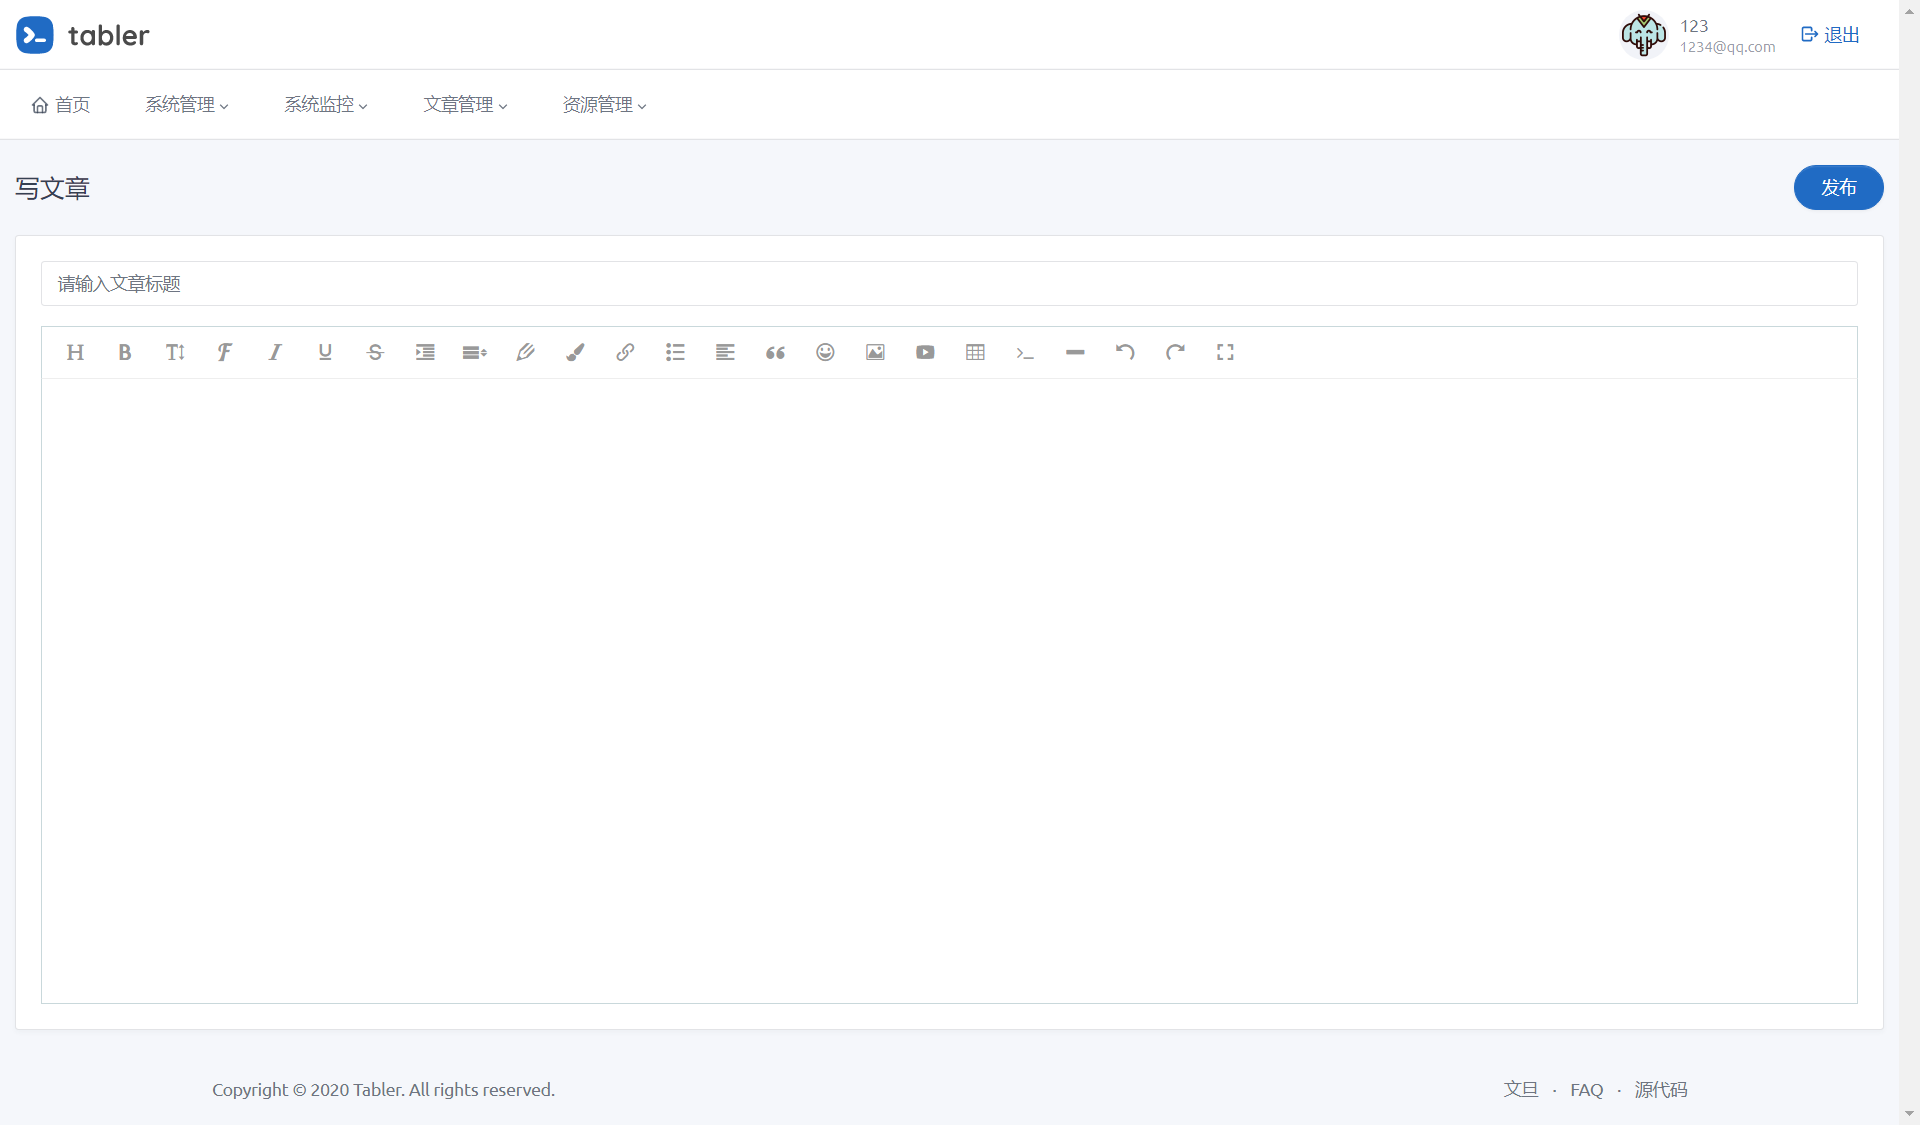 tabler
123
1234@qq.com
退出
首页
系统管理
系统监控
文章管理
资源管理
写文章
发布
请输入文章标题
Copyright © 2020 Tabler. All rights reserved.
文旦 · FAQ · 源代码